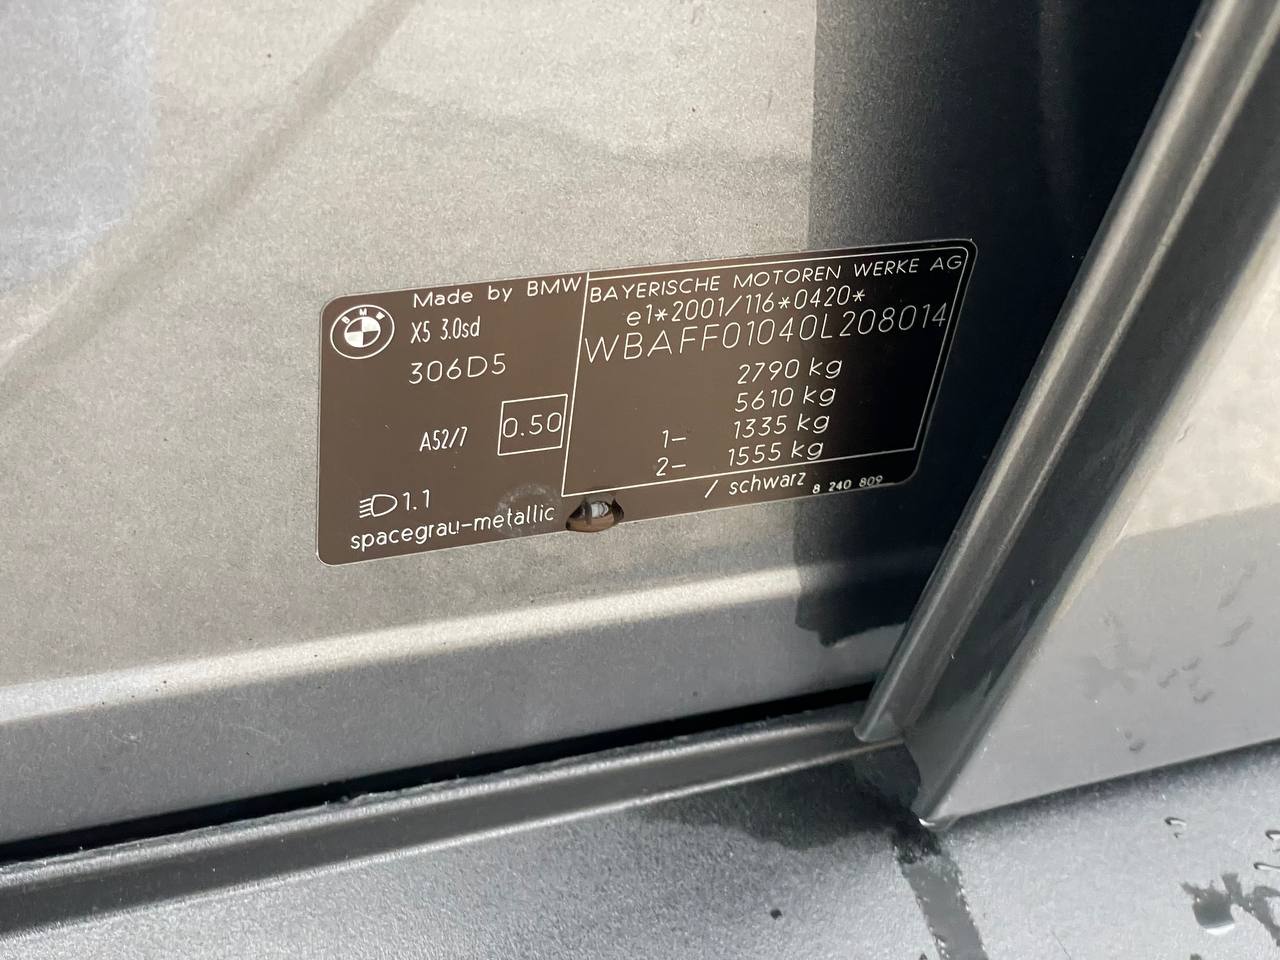 BMW
Made by BMW
X5 3.0sd
306D5
A52/7
0.50
1.1
spacegrau-metallic
BAYERISCHE MOTOREN WERKE AG
e1*2001/116*0420*
WBAFF01040L208014
2790 kg
5610 kg
1– 1335 kg
2– 1555 kg
/ schwarz 8 240 809